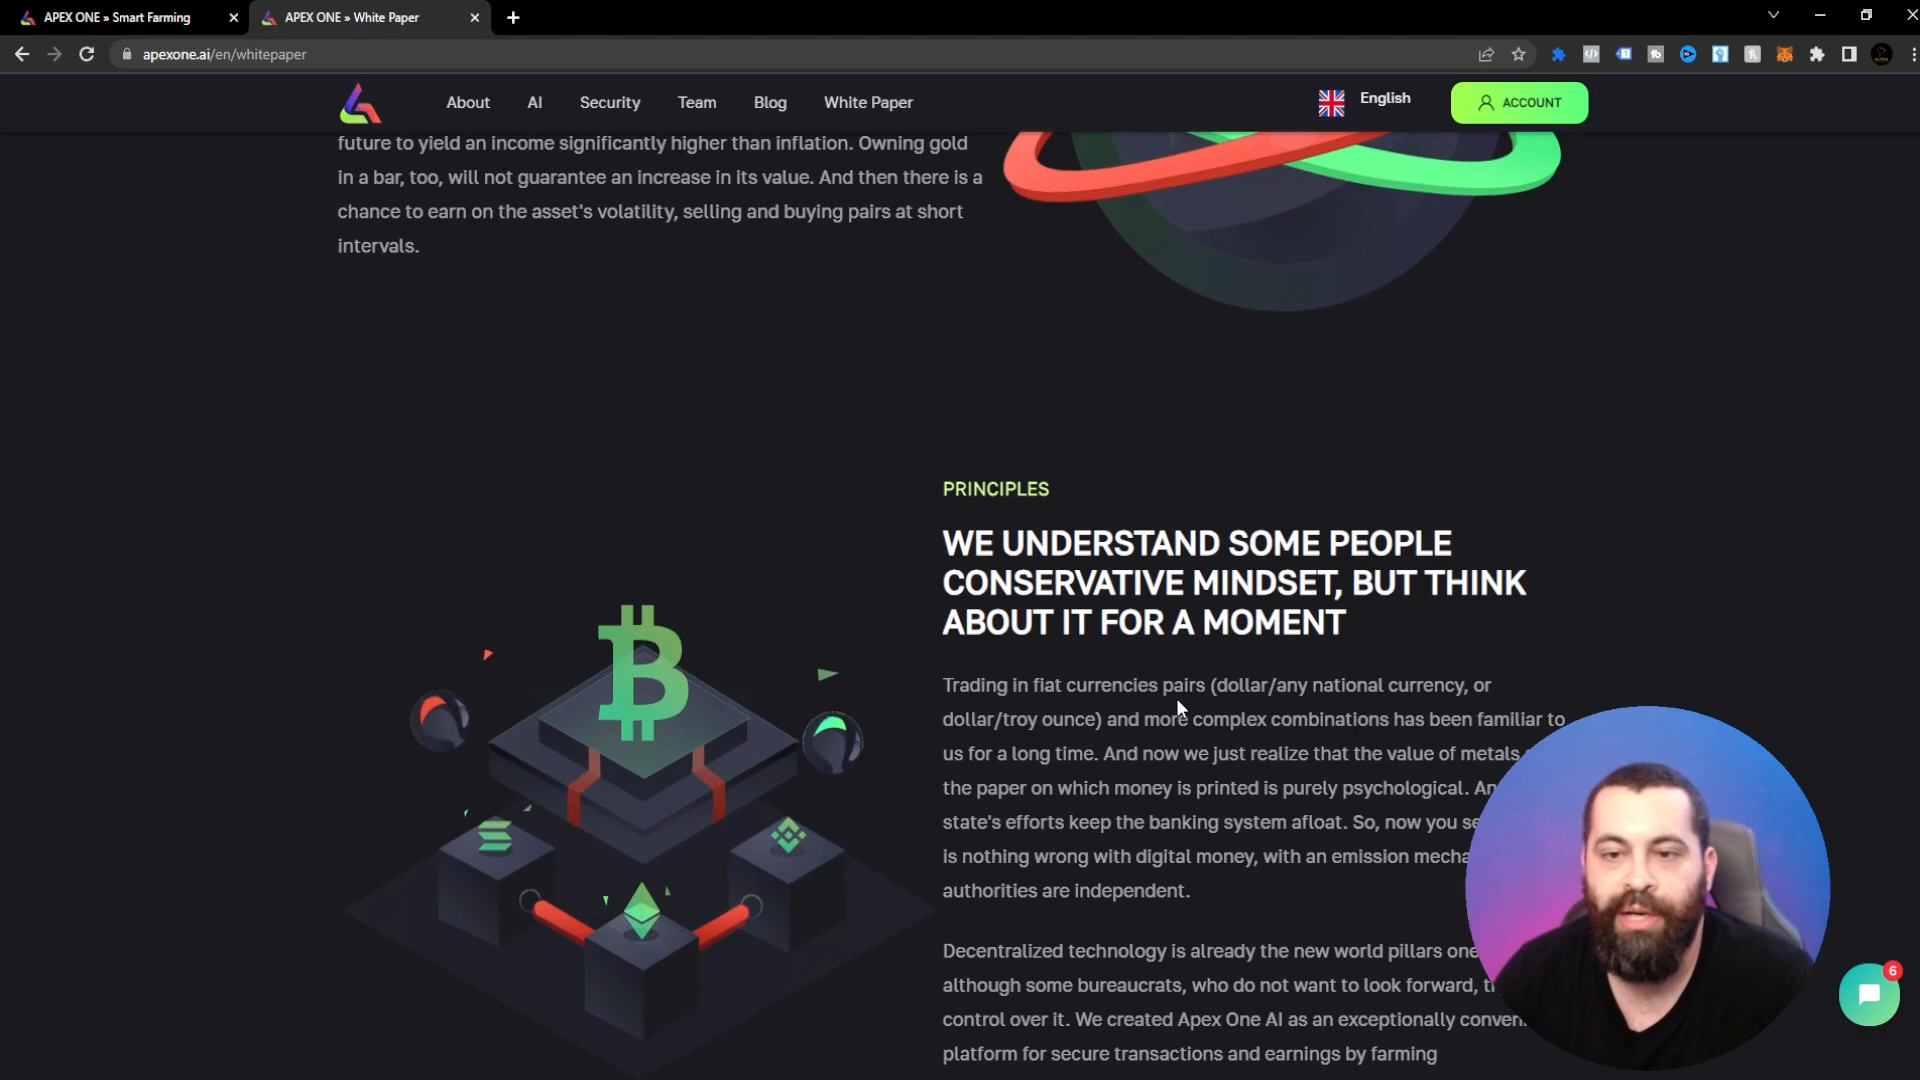 APEX ONE » Smart Farming
APEX ONE » White Paper
apexone.ai/en/whitepaper
About
AI
Security
Team
Blog
White Paper
English
ACCOUNT
future to yield an income significantly higher than inflation. Owning gold
in a bar, too, will not guarantee an increase in its value. And then there is a
chance to earn on the asset's volatility, selling and buying pairs at short
intervals.
PRINCIPLES
WE UNDERSTAND SOME PEOPLE
CONSERVATIVE MINDSET, BUT THINK
ABOUT IT FOR A MOMENT
Trading in fiat currencies pairs (dollar/any national currency, or
dollar/troy ounce) and more complex combinations has been familiar to
us for a long time. And now we just realize that the value of metals
the paper on which money is printed is purely psychological.
state's efforts keep the banking system afloat. So, now you
is nothing wrong with digital money, with an emission
authorities are independent.
Decentralized technology is already the new world pillars
although some bureaucrats, who do not want to look forward,
control over it. We created Apex One AI as an exceptionally
platform for secure transactions and earnings by farming
6